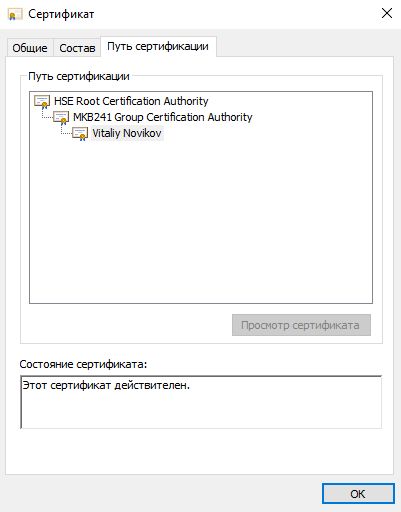 Сертификат
Общие Состав Путь сертификации
Путь сертификации
HSE Root Certification Authority
MKB241 Group Certification Authority
Vitaliy Novikov
Просмотр сертификата
Состояние сертификата:
Этот сертификат действителен.
ОК